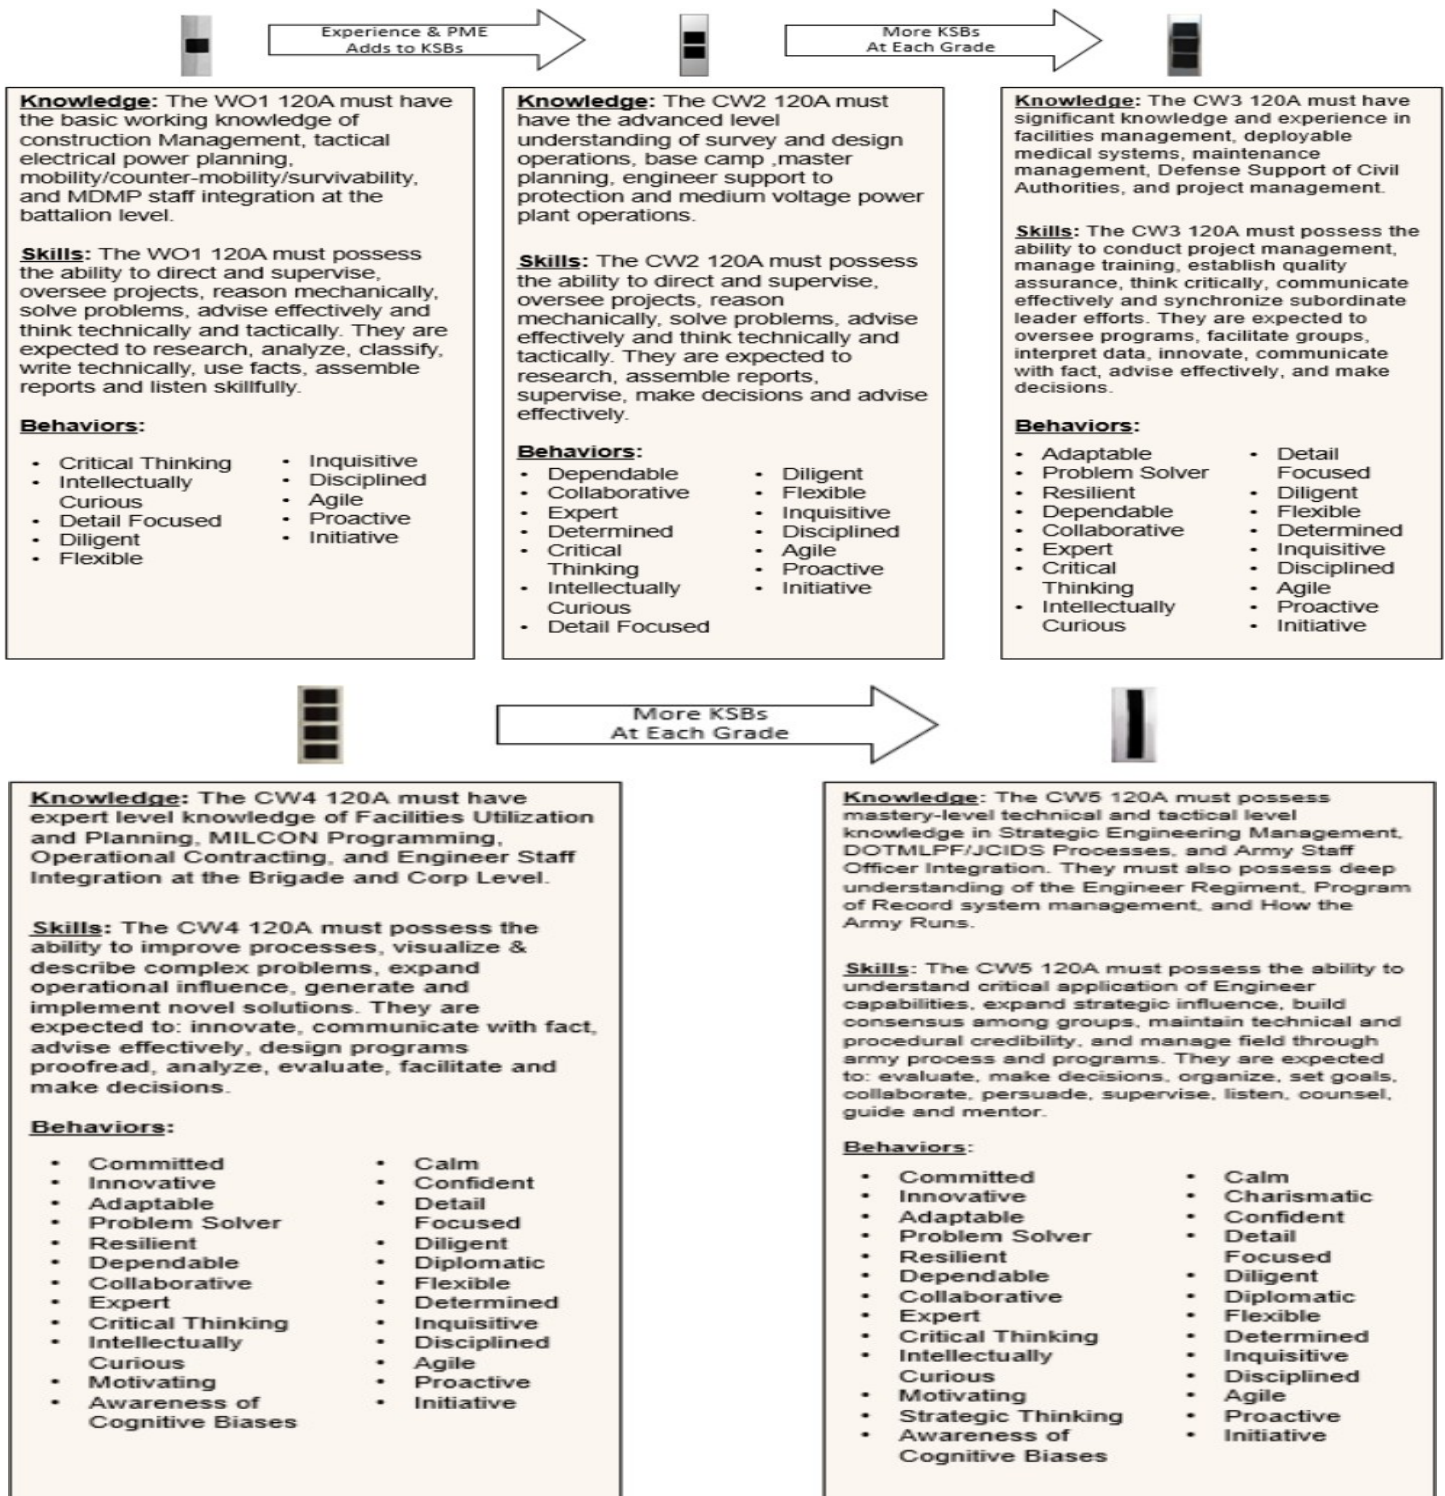 Experience & PME
Adds to KSBs
More KSBs
At Each Grade
Knowledge: The WO1 120A must have
the basic working knowledge of
construction Management, tactical
electrical power planning,
mobility/counter-mobility/survivability,
and MDMP staff integration at the
battalion level.
Skills: The WO1 120A must possess
the ability to direct and supervise,
oversee projects, reason mechanically,
solve problems, advise effectively and
think technically and tactically. They are
expected to research, analyze, classify,
write technically, use facts, assemble
reports and listen skillfully.
Behaviors:
• Critical Thinking
• Intellectually
Curious
• Detail Focused
• Diligent
• Flexible
• Inquisitive
• Disciplined
• Agile
• Proactive
• Initiative
Knowledge: The CW2 120A must
have the advanced level
understanding of survey and design
operations, base camp ,master
planning, engineer support to
protection and medium voltage power
plant operations.
Skills: The CW2 120A must possess
the ability to direct and supervise,
oversee projects, reason
mechanically, solve problems, advise
effectively and think technically and
tactically. They are expected to
research, assemble reports,
supervise, make decisions and advise
effectively.
Behaviors:
• Dependable
• Collaborative
• Expert
• Determined
• Critical
Thinking
• Intellectually
Curious
• Detail Focused
• Diligent
• Flexible
• Inquisitive
• Disciplined
• Agile
• Proactive
• Initiative
Knowledge: The CW3 120A must have
significant knowledge and experience in
facilities management, deployable
medical systems, maintenance
management, Defense Support of Civil
Authorities, and project management.
Skills: The CW3 120A must possess the
ability to conduct project management,
manage training, establish quality
assurance, think critically, communicate
effectively and synchronize subordinate
leader efforts. They are expected to
oversee programs, facilitate groups,
interpret data, innovate, communicate
with fact, advise effectively, and make
decisions.
Behaviors:
• Adaptable
• Problem Solver
• Resilient
• Dependable
• Collaborative
• Expert
• Critical
Thinking
• Intellectually
Curious
• Detail
Focused
• Diligent
• Flexible
• Determined
• Inquisitive
• Disciplined
• Agile
• Proactive
• Initiative
More KSBs
At Each Grade
Knowledge: The CW4 120A must have
expert level knowledge of Facilities Utilization
and Planning, MILCON Programming,
Operational Contracting, and Engineer Staff
Integration at the Brigade and Corp Level.
Skills: The CW4 120A must possess the
ability to improve processes, visualize &
describe complex problems, expand
operational influence, generate and
implement novel solutions. They are
expected to: innovate, communicate with fact,
advise effectively, design programs
proofread, analyze, evaluate, facilitate and
make decisions.
Behaviors:
• Committed
• Innovative
• Adaptable
• Problem Solver
• Resilient
• Dependable
• Collaborative
• Expert
• Critical Thinking
• Intellectually
Curious
• Motivating
• Awareness of
Cognitive Biases
• Calm
• Confident
• Detail
Focused
• Diligent
• Diplomatic
• Flexible
• Determined
• Inquisitive
• Disciplined
• Agile
• Proactive
• Initiative
Knowledge: The CW5 120A must possess
mastery-level technical and tactical level
knowledge in Strategic Engineering Management,
DOTMLPF/JCIDS Processes, and Army Staff
Officer Integration. They must also possess deep
understanding of the Engineer Regiment, Program
of Record system management, and How the
Army Runs.
Skills: The CW5 120A must possess the ability to
understand critical application of Engineer
capabilities, expand strategic influence, build
consensus among groups, maintain technical and
procedural credibility, and manage field through
army process and programs. They are expected
to: evaluate, make decisions, organize, set goals,
collaborate, persuade, supervise, listen, counsel,
guide and mentor.
Behaviors:
• Committed
• Innovative
• Adaptable
• Problem Solver
• Resilient
• Dependable
• Collaborative
• Expert
• Critical Thinking
• Intellectually
Curious
• Motivating
• Strategic Thinking
• Awareness of
Cognitive Biases
• Calm
• Charismatic
• Confident
• Detail
Focused
• Diligent
• Diplomatic
• Flexible
• Determined
• Inquisitive
• Disciplined
• Agile
• Proactive
• Initiative